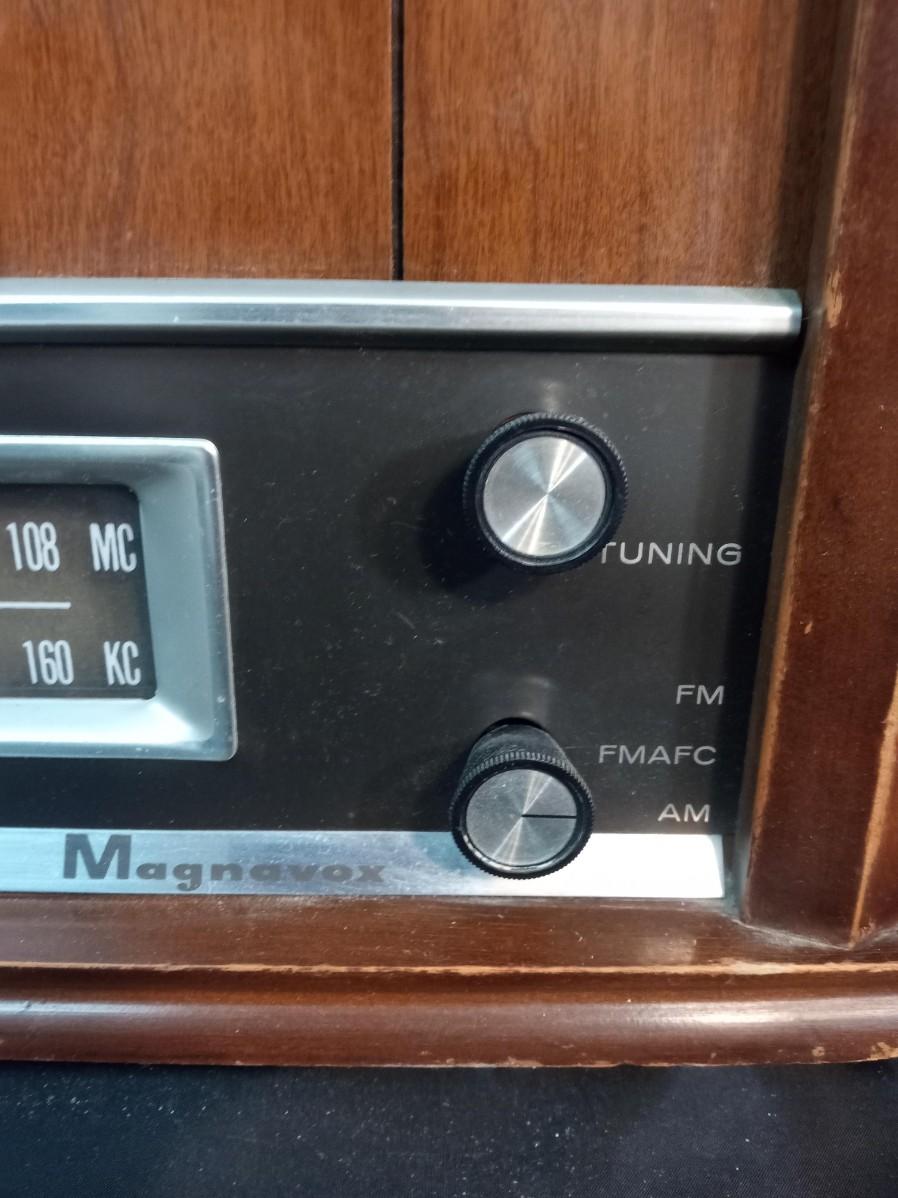 108 MC
160 KC
TUNING
FM
FMAFC
AM
Magnavox